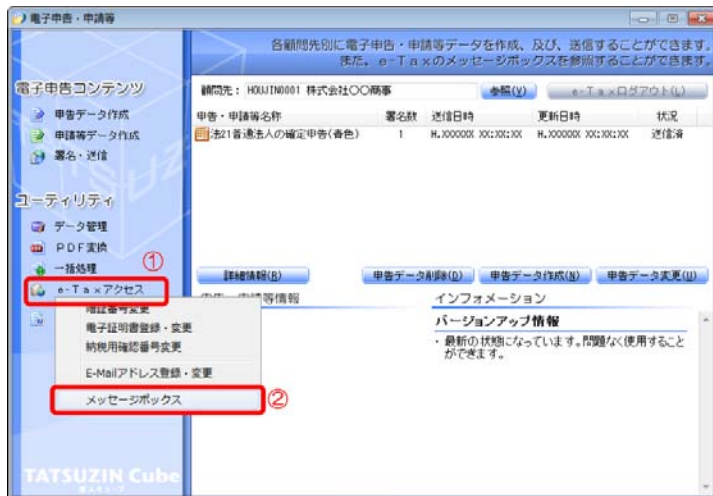 電子申告・申請等
各顧問先別に電子申告・申請等データを作成、及び、送信することができます。
また、e-Taxのメッセージボックスを参照することができます。
電子申告コンテンツ
申告データ作成
申請等データ作成
署名・送信
ユーティリティ
データ管理
PDF変換
一括処理
①
e-Taxアクセス
暗証番号変更
電子証明書登録・変更
納税用確認番号変更
E-Mailアドレス登録・変更
メッセージボックス
②
顧問先: HOUJIN0001 株式会社〇〇商事
参照(V)
e-Taxログアウト(L)
申告・申請等名称 署名数 送信日時 更新日時 状況
法21普通法人の確定申告(青色) 1 H.XXXXXX XX:XX:XX H.XXXXXX XX:XX:XX 送信済
詳細情報(R)
申告データ削除(D)
申告データ作成(N)
申告データ変更(U)
申告・申請等情報
インフォメーション
バージョンアップ情報
・最新の状態になっています。問題なく使用すること
ができます。
TATSUZIN Cube